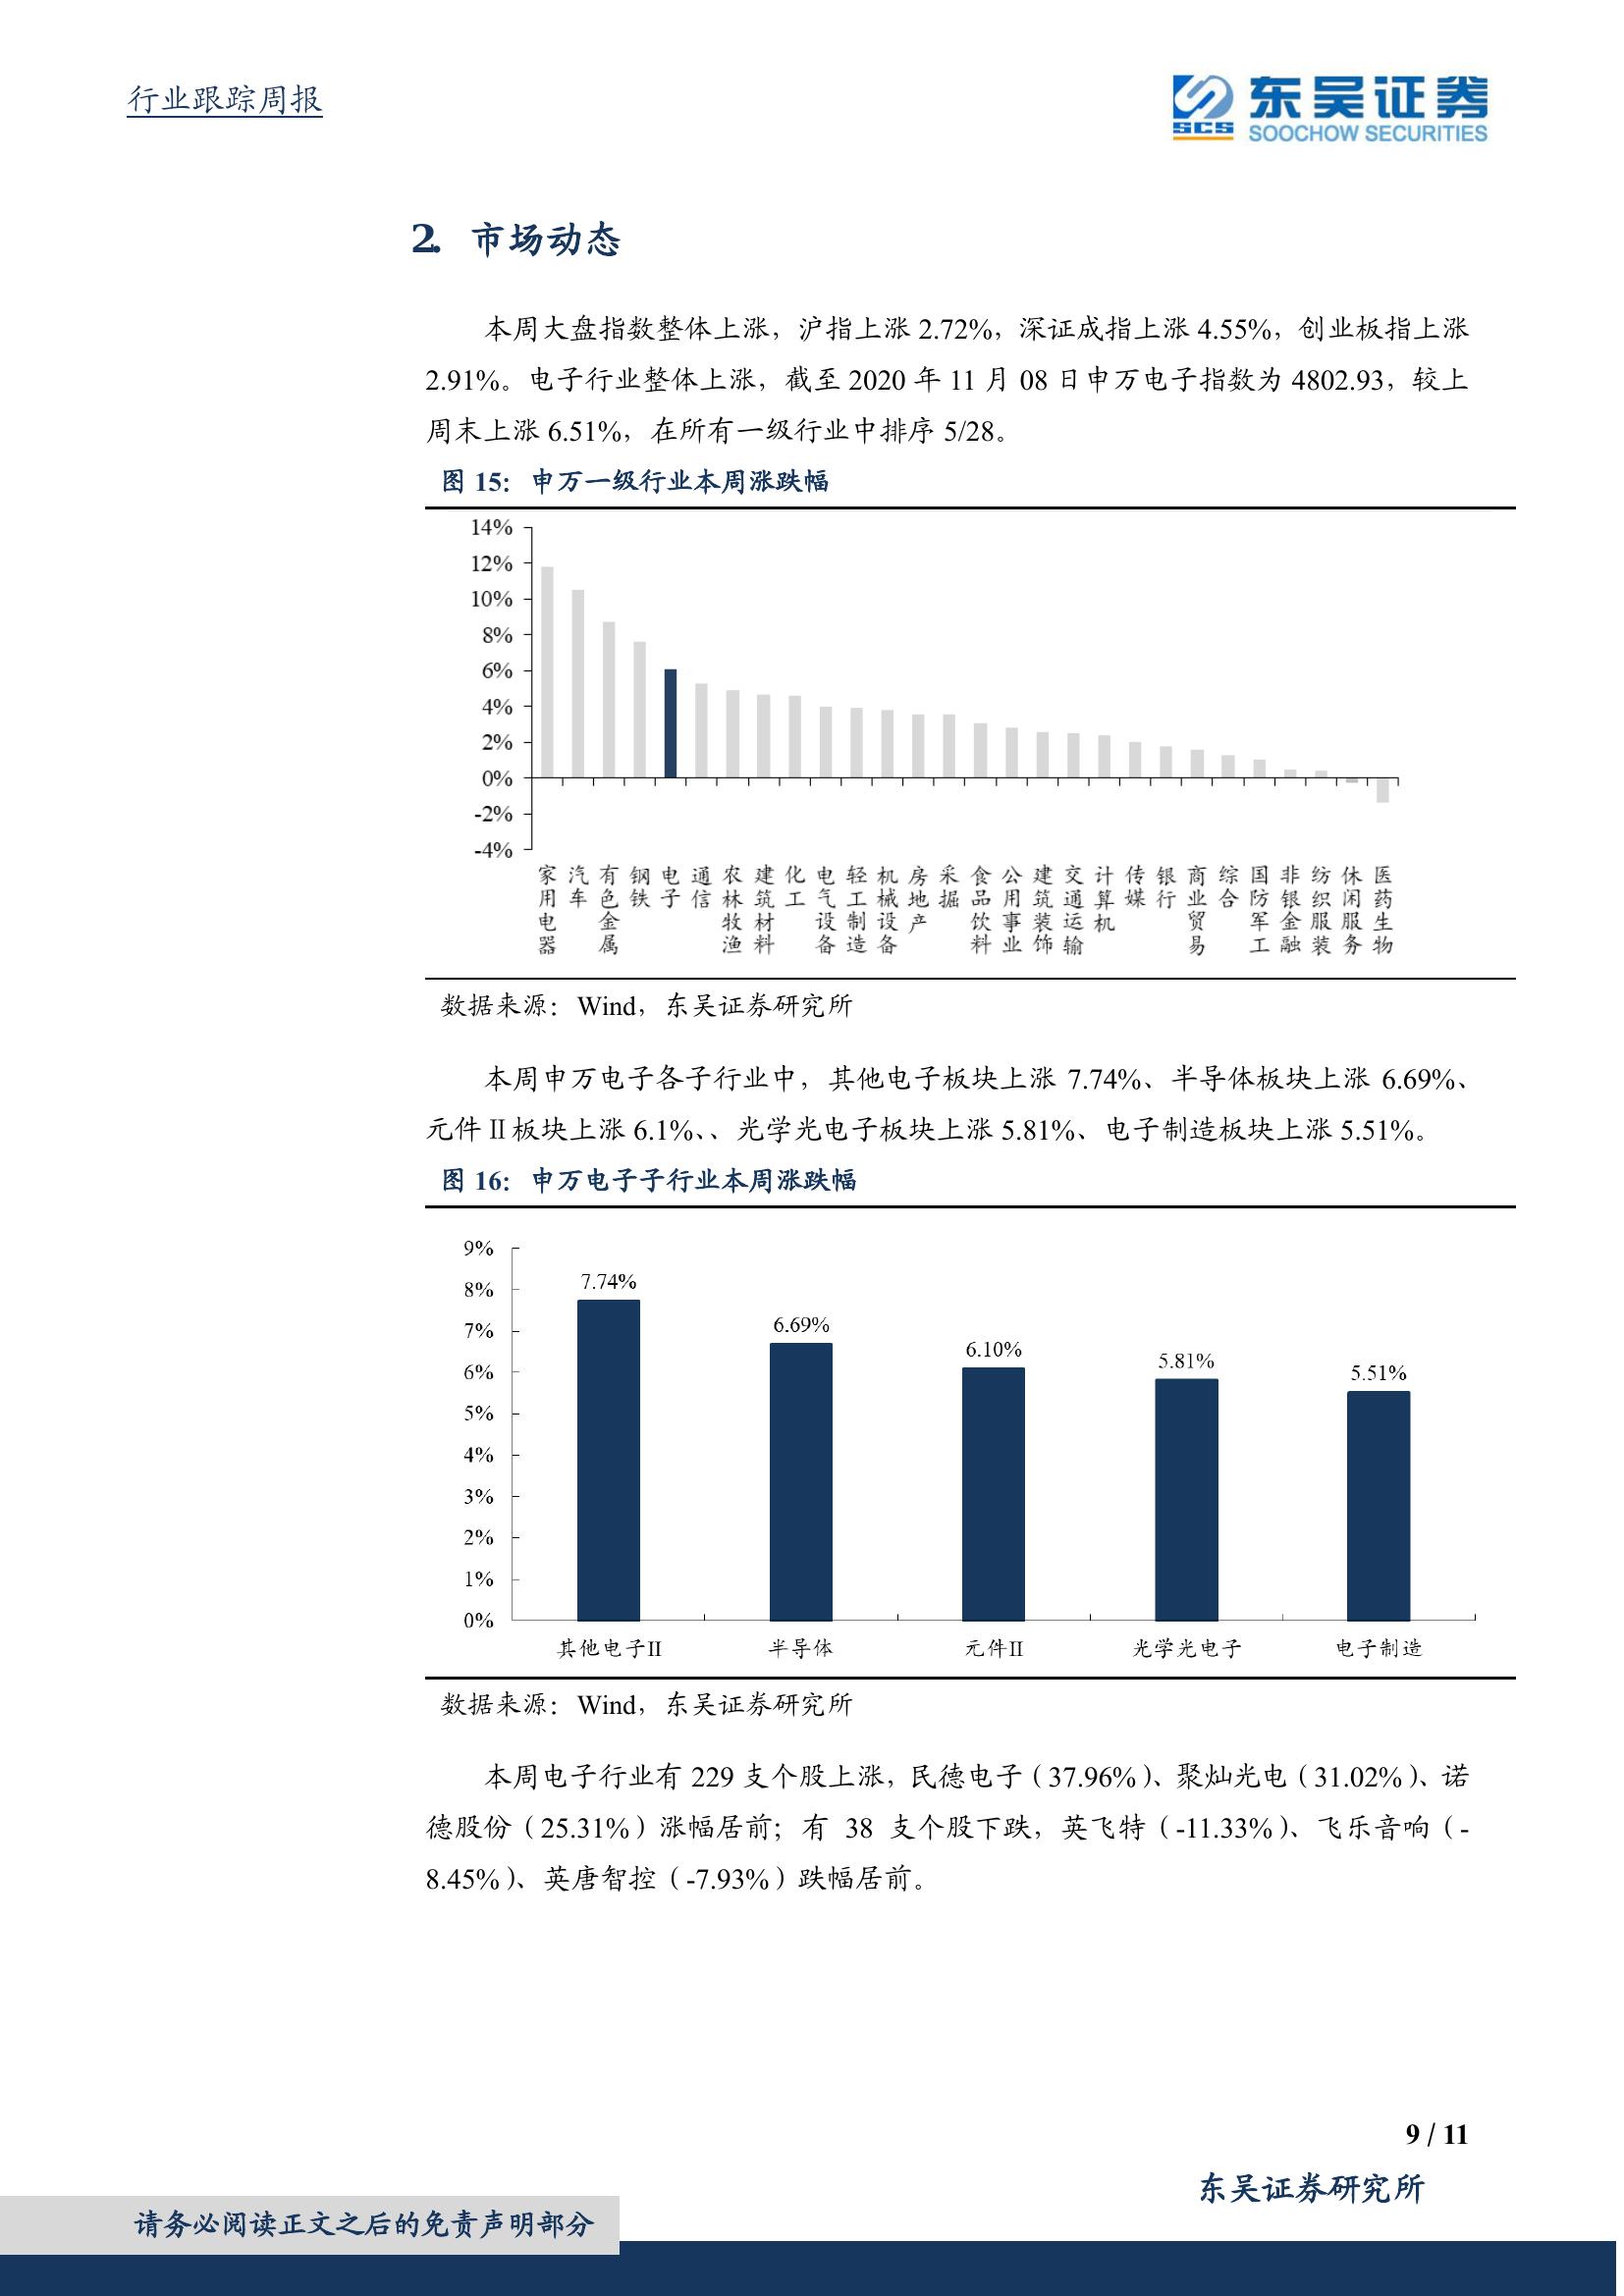 行业跟踪周报
SCS
东吴证券
SOOCHOW SECURITIES
2. 市场动态
本周大盘指数整体上涨，沪指上涨 2.72%，深证成指上涨 4.55%，创业板指上涨
2.91%。电子行业整体上涨，截至 2020 年 11 月 08 日申万电子指数为 4802.93，较上
周末上涨 6.51%，在所有一级行业中排序 5/28。
图 15：申万一级行业本周涨跌幅
14%
12%
10%
8%
6%
4%
2%
0%
-2%
-4%
家用电器
汽车
有色金属
钢铁
电子
通信
农林牧渔
建筑材料
化工
电气设备
轻工制造
机械设备
房地产
采掘
食品饮料
公用事业
建筑装饰
交通运输
计算机
传媒
银行
商业贸易
综合
国防军工
非银金融
纺织服装
休闲服务
医药生物
数据来源：Wind，东吴证券研究所
本周申万电子各子行业中，其他电子板块上涨 7.74%、半导体板块上涨 6.69%、
元件Ⅱ板块上涨 6.1%、、光学光电子板块上涨 5.81%、电子制造板块上涨 5.51%。
图 16：申万电子子行业本周涨跌幅
9%
8%
7%
6%
5%
4%
3%
2%
1%
0%
7.74%
6.69%
6.10%
5.81%
5.51%
其他电子II
半导体
元件II
光学光电子
电子制造
数据来源：Wind，东吴证券研究所
本周电子行业有 229 支个股上涨，民德电子（37.96%）、聚灿光电（31.02%）、诺
德股份（25.31%）涨幅居前；有 38 支个股下跌，英飞特（-11.33%）、飞乐音响（-
8.45%）、英唐智控（-7.93%）跌幅居前。
9 / 11
东吴证券研究所
请务必阅读正文之后的免责声明部分